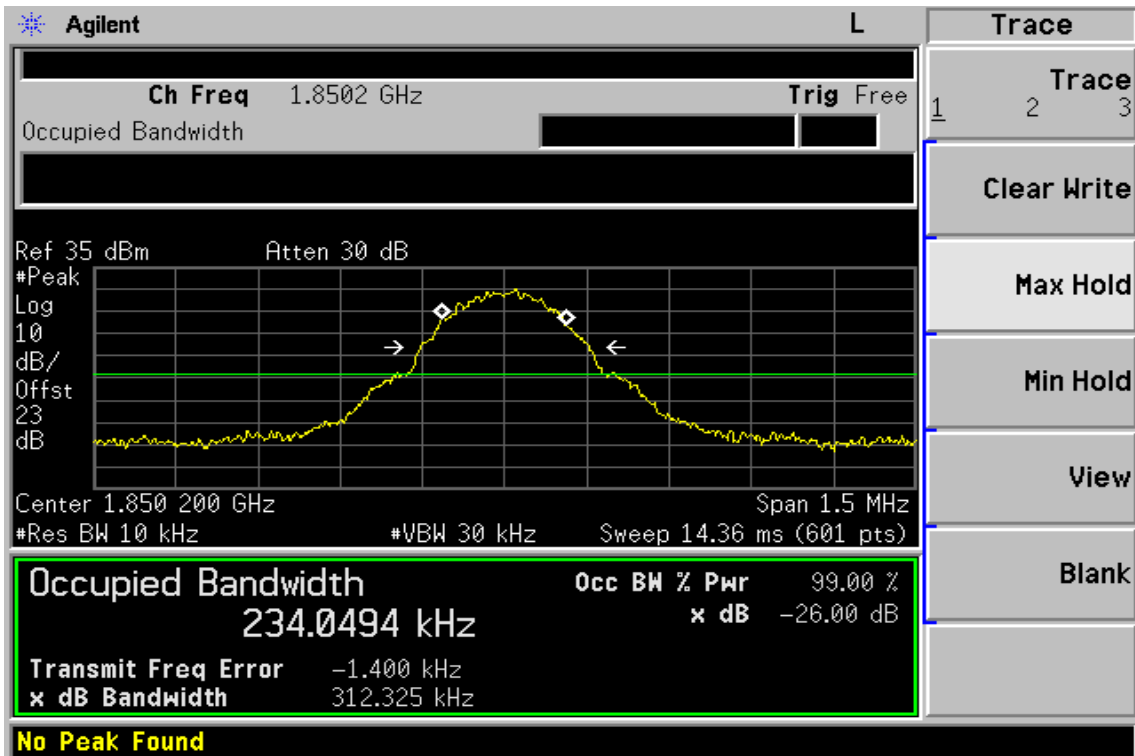 Agilent L Trace
Ch Freq 1.8502 GHz Trig Free
Occupied Bandwidth
Trace
1 2 3
Clear Write
Max Hold
Min Hold
View
Blank
Ref 35 dBm Atten 30 dB
#Peak
Log
10
dB/
Offst
23
dB
Center 1.850 200 GHz Span 1.5 MHz
#Res BW 10 kHz #VBW 30 kHz Sweep 14.36 ms (601 pts)
Occupied Bandwidth
234.0494 kHz
Occ BW % Pwr 99.00 %
x dB -26.00 dB
Transmit Freq Error -1.400 kHz
x dB Bandwidth 312.325 kHz
No Peak Found